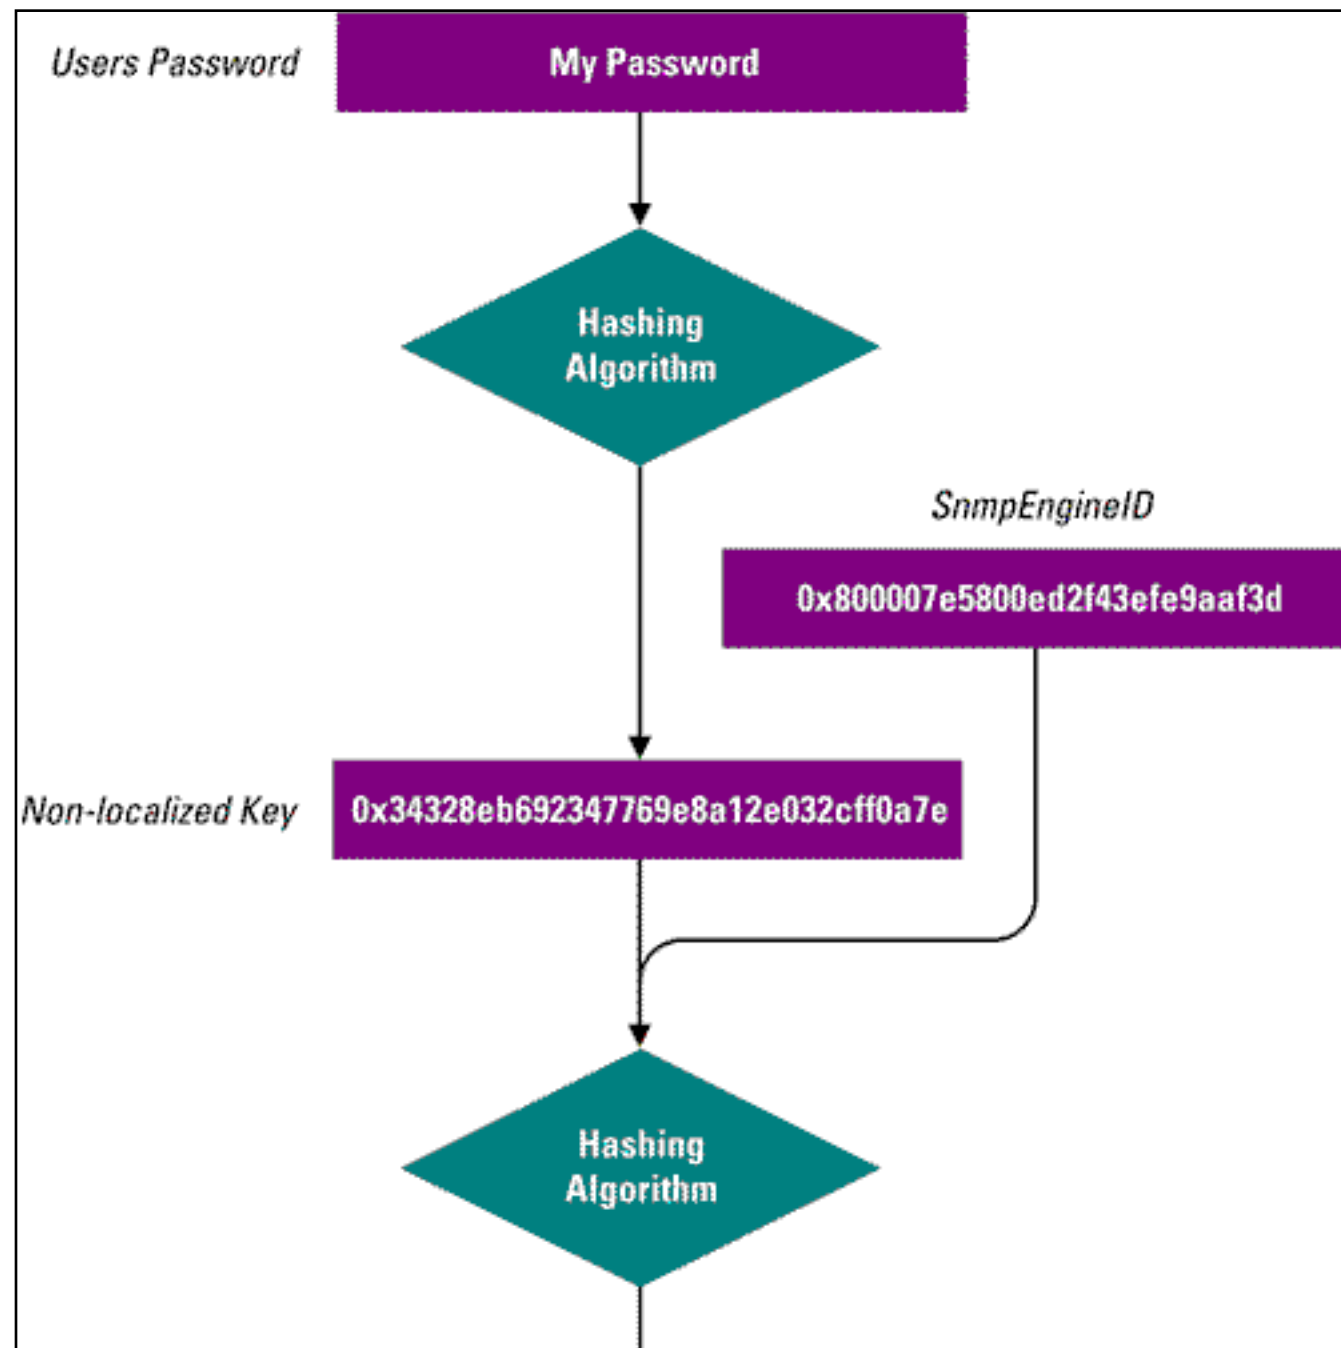 Users Password
My Password
Hashing
Algorithm
SnmpEngineID
0x800007e5800ed2f43efe9aaf3d
Non-localized Key
0x34328eb692347769e8a12e032cff0a7e
Hashing
Algorithm